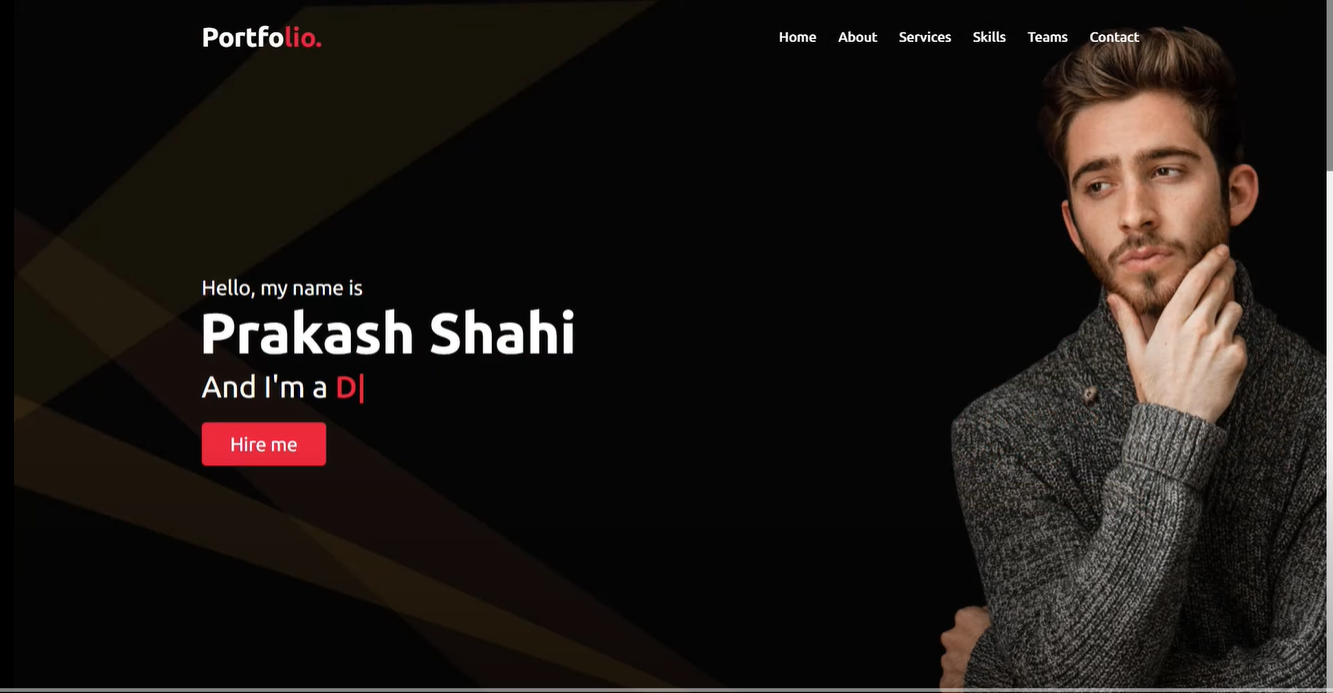 Portfolio.
Home About Services Skills Teams Contact
Hello, my name is
Prakash Shahi
And I'm a D|
Hire me